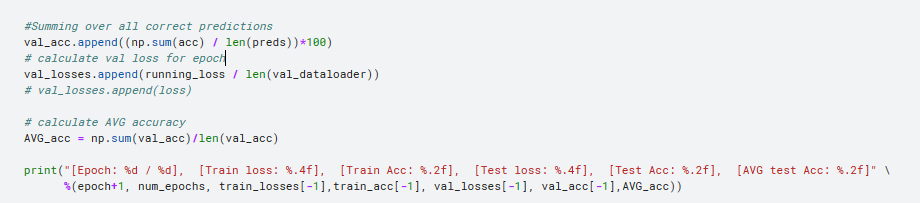 #Summing over all correct predictions
val_acc.append((np.sum(acc) / len(preds))*100)
# calculate val loss for epoch
val_losses.append(running_loss / len(val_dataloader))
# val_losses.append(loss)
# calculate AVG accuracy
AVG_acc = np.sum(val_acc)/len(val_acc)
print("[Epoch: %d / %d],  [Train loss: %.4f],  [Train Acc: %.2f],  [Test loss: %.4f],  [Test Acc: %.2f],  [AVG test Acc: %.2f]" \
%(epoch+1, num_epochs, train_losses[-1],train_acc[-1], val_losses[-1], val_acc[-1],AVG_acc))